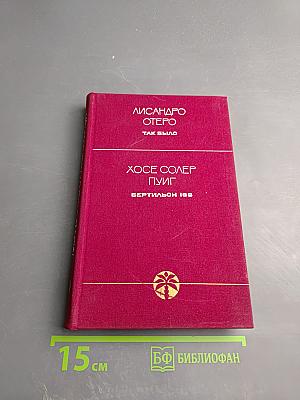 ЛИСАНДРО
ОТЕРО
ТАК БЫЛО
ХОСЕ СОЛЕР
ПУИГ
БЕРТИЛЬОН 166
15 см
БФ БИБЛИОФАН